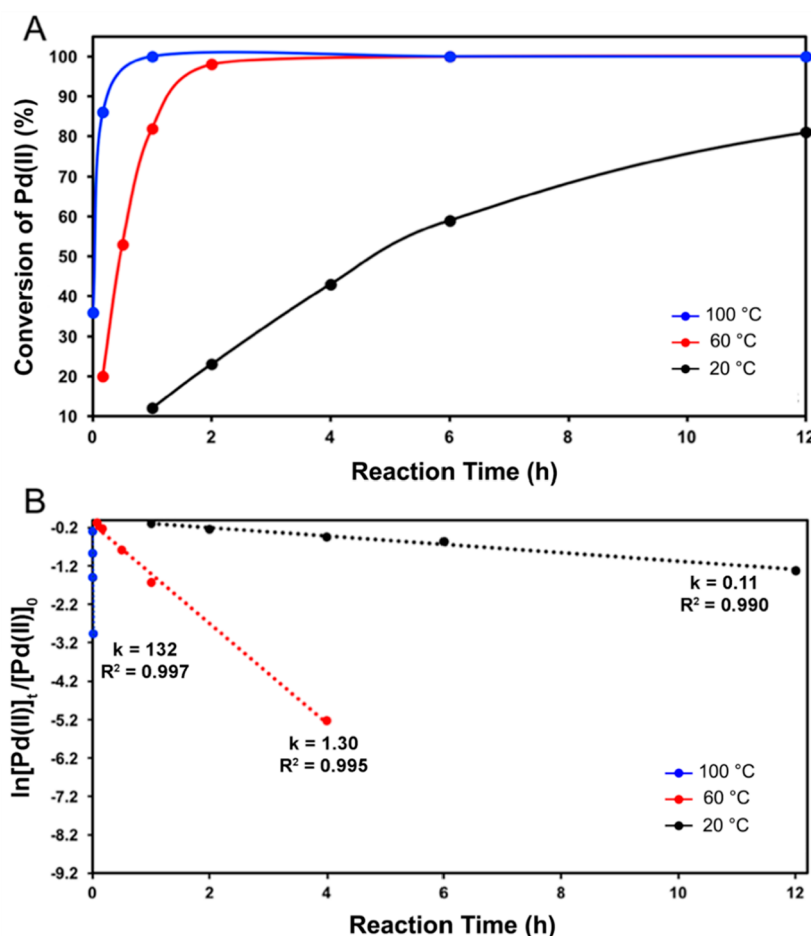 A
100
90
80
70
60
50
40
30
20
10
Conversion of Pd(II) (%)
100 °C
60 °C
20 °C
0 2 4 6 8 10 12
Reaction Time (h)
B
-0.2
-1.2
-2.2
-3.2
-4.2
-5.2
-6.2
-7.2
-8.2
-9.2
ln[Pd(II)]t/[Pd(II)]0
k = 0.11
R² = 0.990
k = 132
R² = 0.997
k = 1.30
R² = 0.995
100 °C
60 °C
20 °C
0 2 4 6 8 10 12
Reaction Time (h)